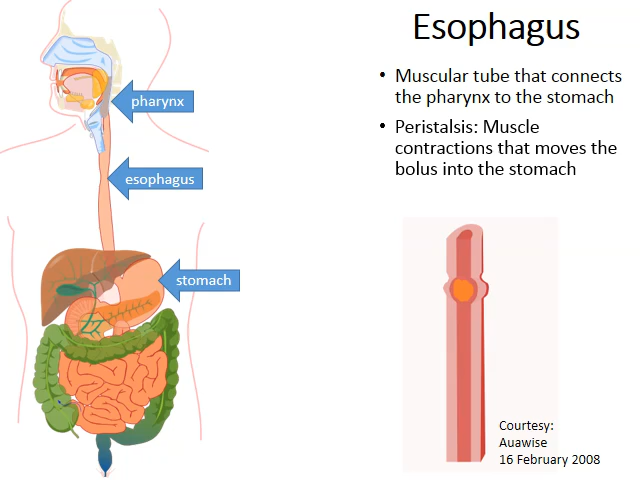 Esophagus
• Muscular tube that connects
the pharynx to the stomach
• Peristalsis: Muscle
contractions that moves the
bolus into the stomach
pharynx
esophagus
stomach
Courtesy:
Auawise
16 February 2008